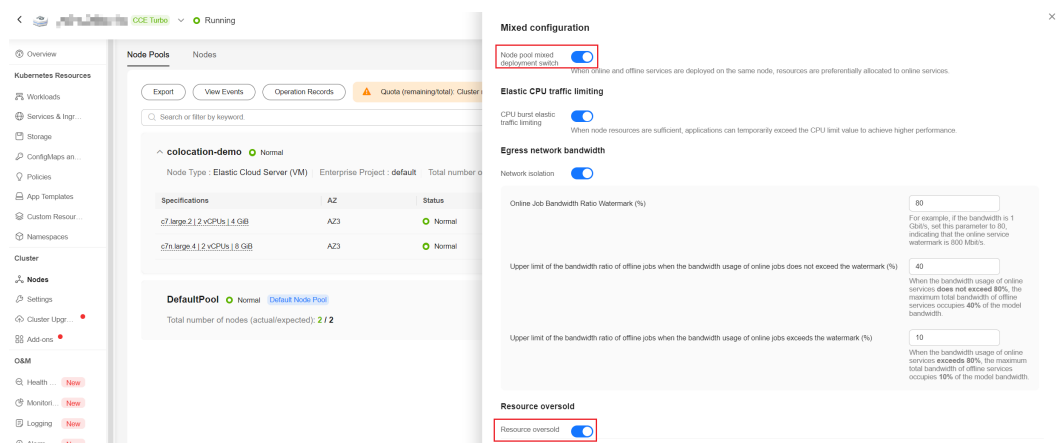 CCE Turbo
Running
Overview
Kubernetes Resources
Workloads
Services & Ingr...
Storage
ConfigMaps an...
Policies
App Templates
Custom Resour...
Namespaces
Cluster
Nodes
Settings
Cluster Upgr...
Add-ons
O&M
Health ... New
Monitori... New
Logging New
Node Pools Nodes
Export View Events Operation Records Quota (remaining/total): Cluster
Search or filter by keyword.
colocation-demo Normal
Node Type : Elastic Cloud Server (VM) Enterprise Project : default Total number o
Specifications AZ Status
c7.large.2 | 2 vCPUs | 4 GiB AZ3 Normal
c7n.large.4 | 2 vCPUs | 8 GiB AZ3 Normal
DefaultPool Normal Default Node Pool
Total number of nodes (actual/expected): 2 / 2
Mixed configuration
Node pool mixed
deployment switch
When online and offline services are deployed on the same node, resources are preferentially allocated to online services.
Elastic CPU traffic limiting
CPU burst elastic
traffic limiting
When node resources are sufficient, applications can temporarily exceed the CPU limit value to achieve higher performance.
Egress network bandwidth
Network isolation
Online Job Bandwidth Ratio Watermark (%) 80
For example, if the bandwidth is 1
Gbit/s, set this parameter to 80,
indicating that the online service
watermark is 800 Mbit/s.
Upper limit of the bandwidth ratio of offline jobs when the bandwidth usage of online jobs does not exceed the watermark (%) 40
When the bandwidth usage of online
services does not exceed 80%, the
maximum total bandwidth of offline
services occupies 40% of the model
bandwidth.
Upper limit of the bandwidth ratio of offline jobs when the bandwidth usage of online jobs exceeds the watermark (%) 10
When the bandwidth usage of online
services exceeds 80%, the maximum
total bandwidth of offline services
occupies 10% of the model bandwidth.
Resource oversold
Resource oversold